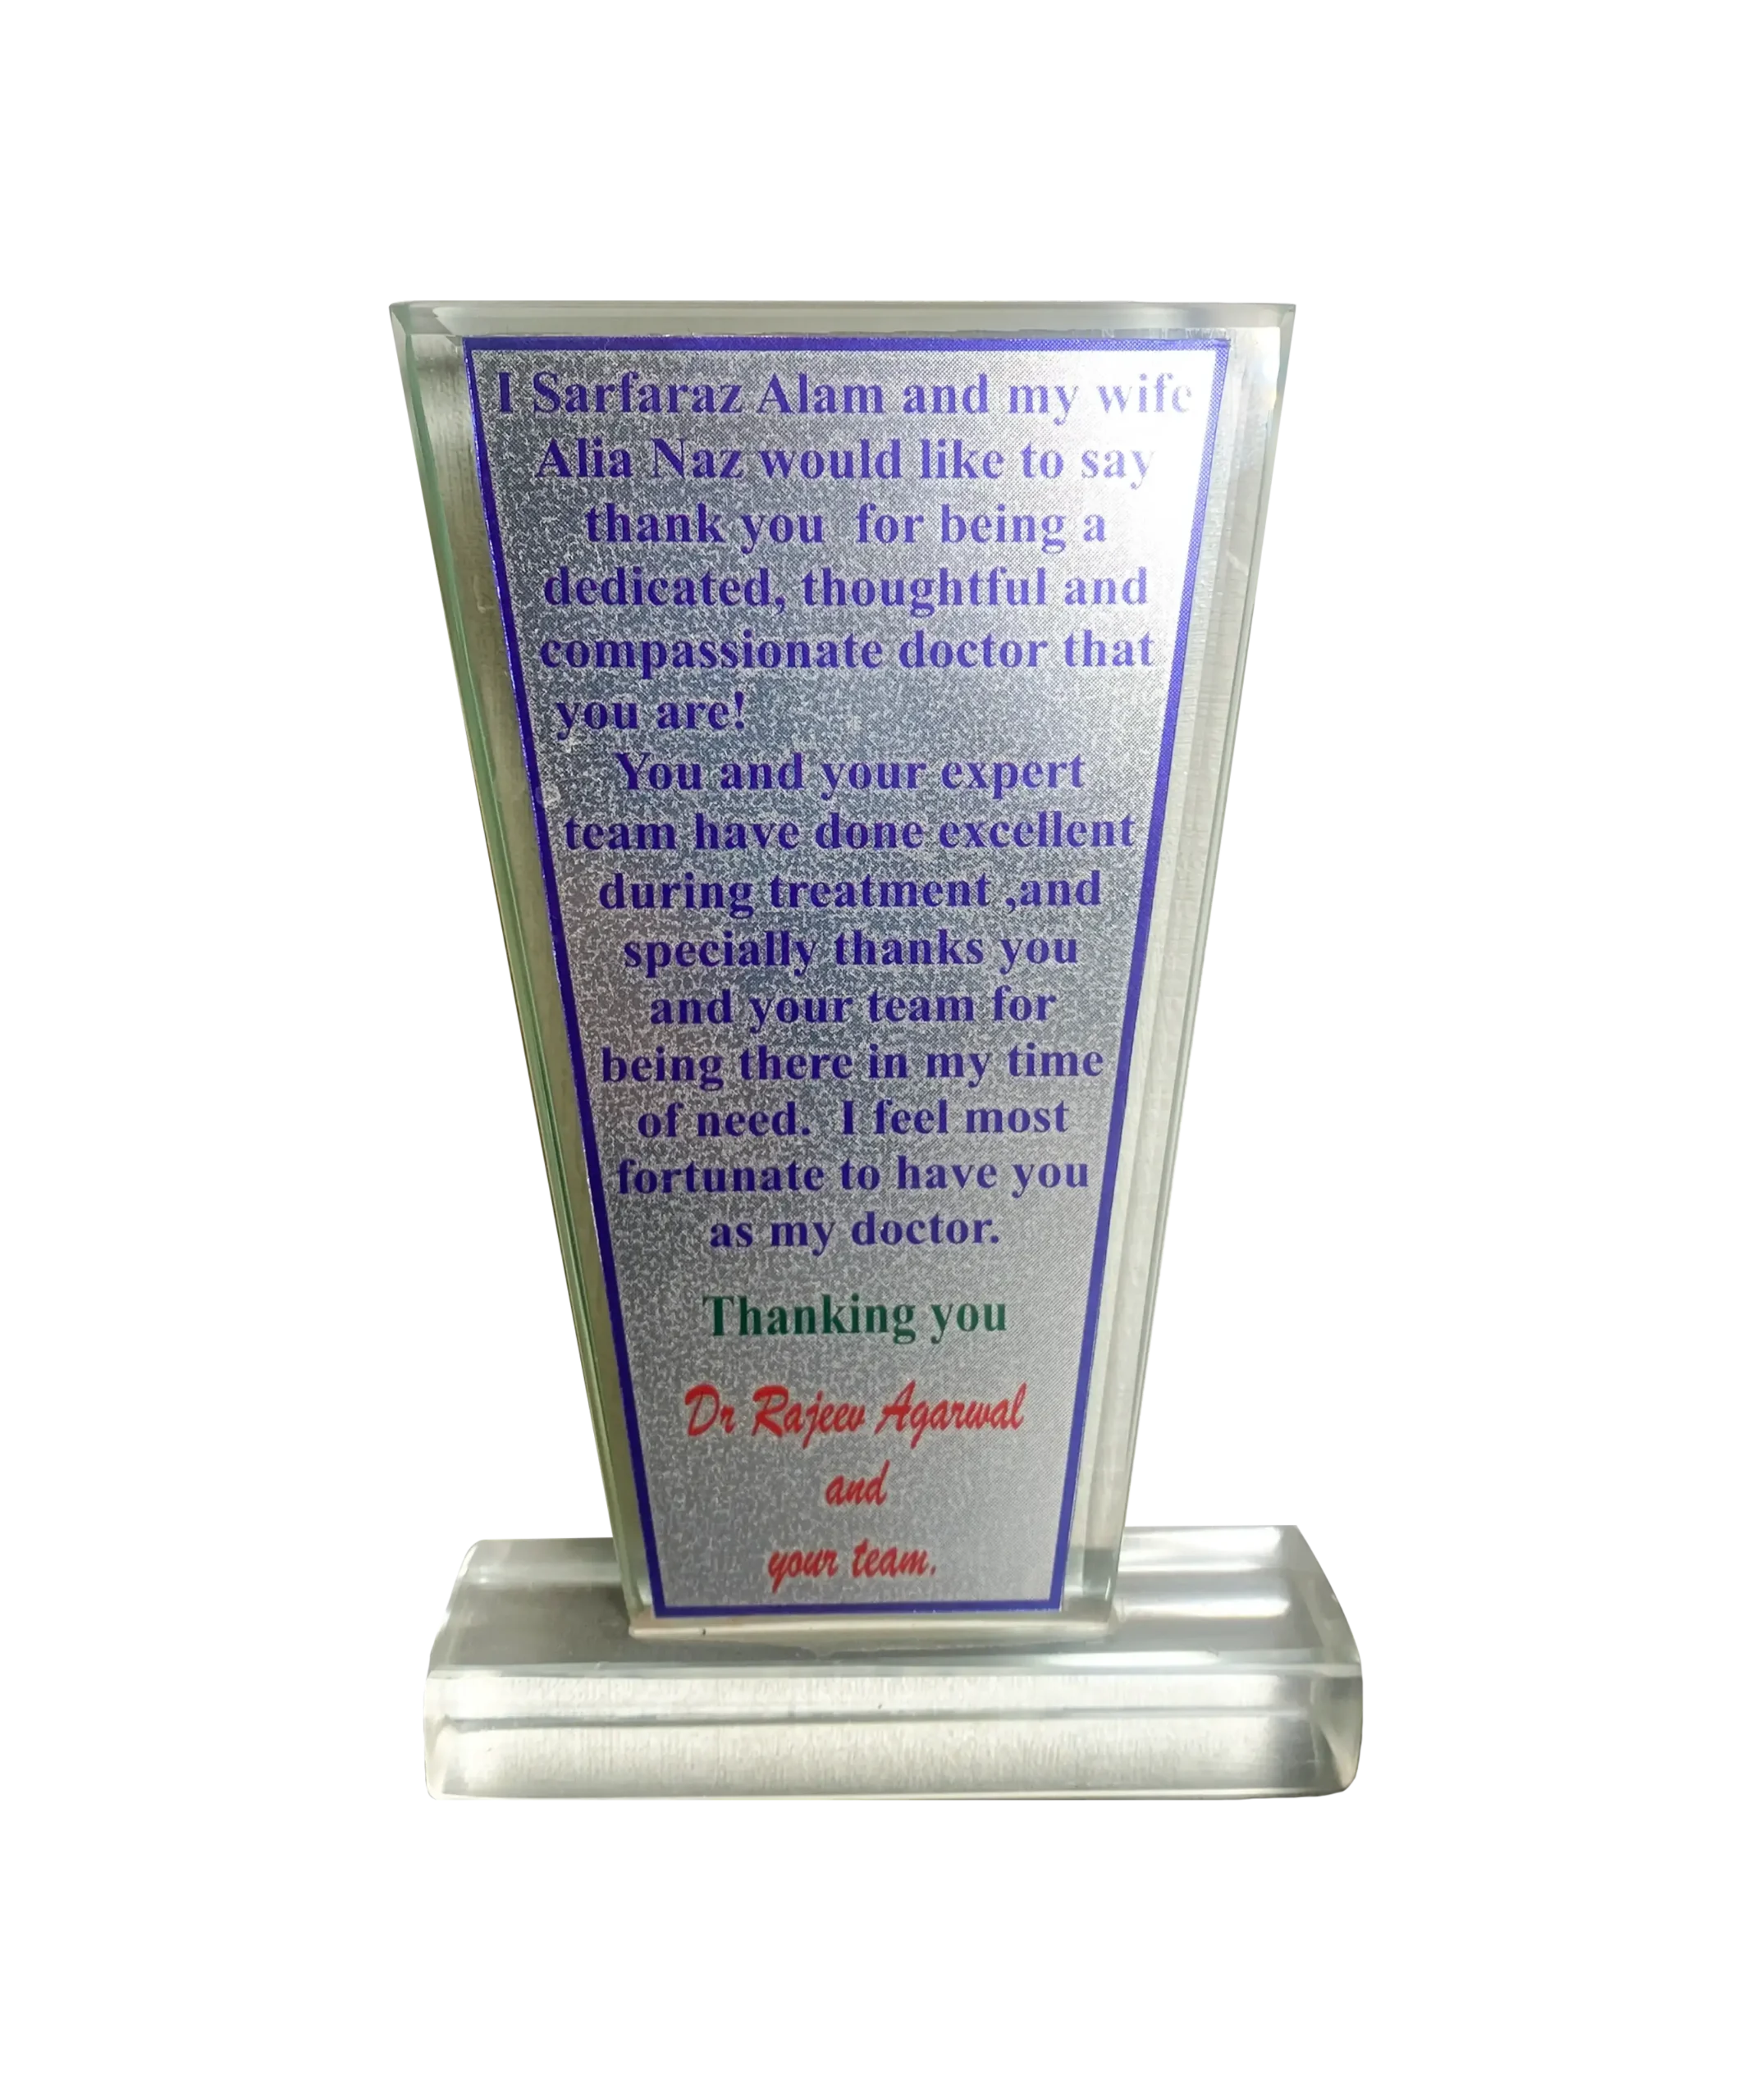 I Sarfaraz Alam and my wife
Alia Naz would like to say
thank you  for being a
dedicated, thoughtful and
compassionate doctor that
you are!
You and your expert
team have done excellent
during treatment ,and
specially thanks you
and your team for
being there in my time
of need.  I feel most
fortunate to have you
as my doctor.
Thanking you
Dr Rajeev Agarwal
and
your team.